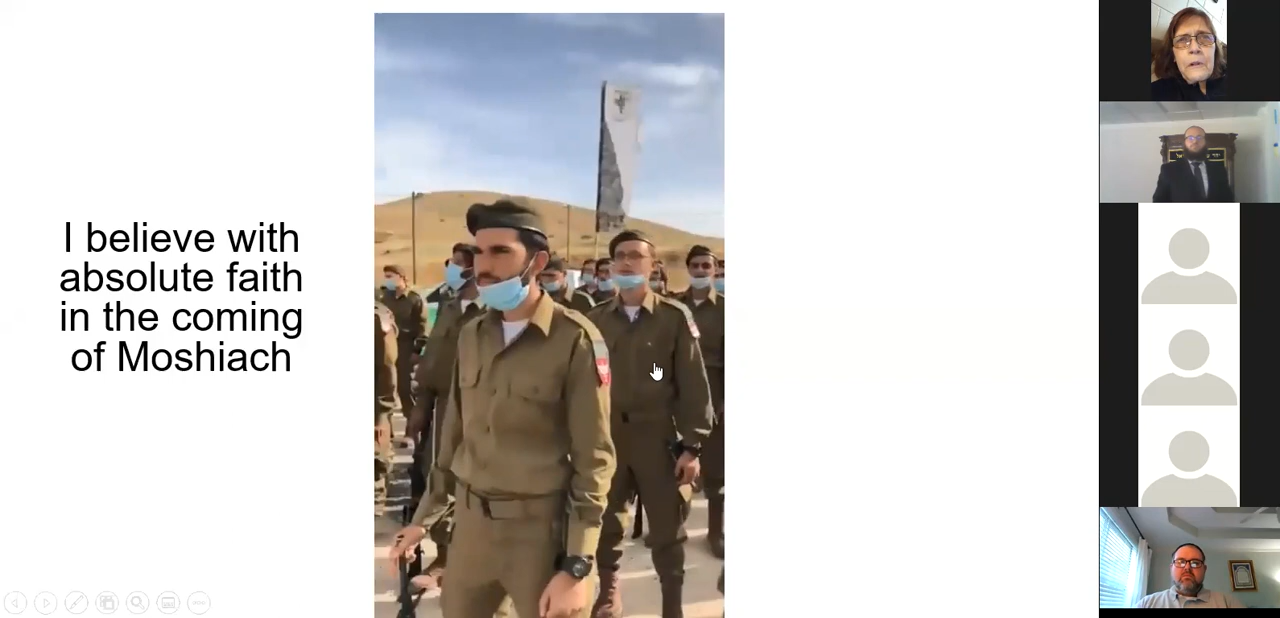 I believe with
absolute faith
in the coming
of Moshiach